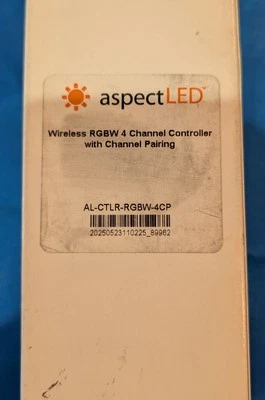 aspectLED
Wireless RGBW 4 Channel Controller
with Channel Pairing
AL-CTLR-RGBW-4CP
20250523110225_89962